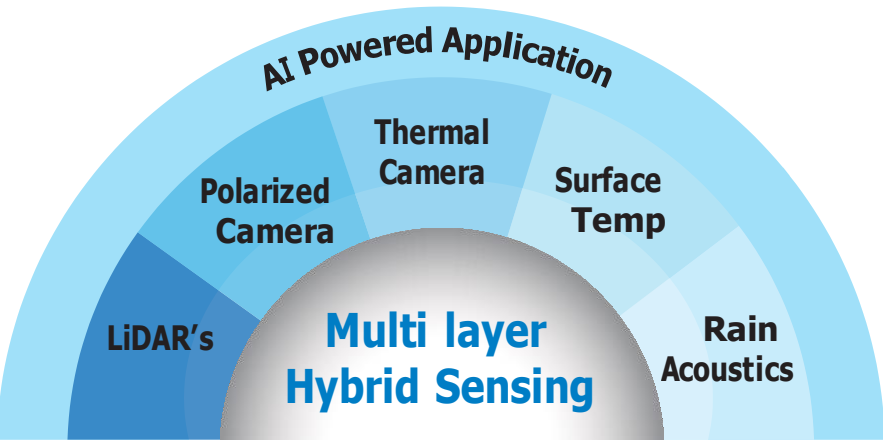 AI Powered Application
Thermal
Camera
Polarized
Camera
Surface
Temp
LiDAR's
Rain
Acoustics
Multi layer
Hybrid Sensing